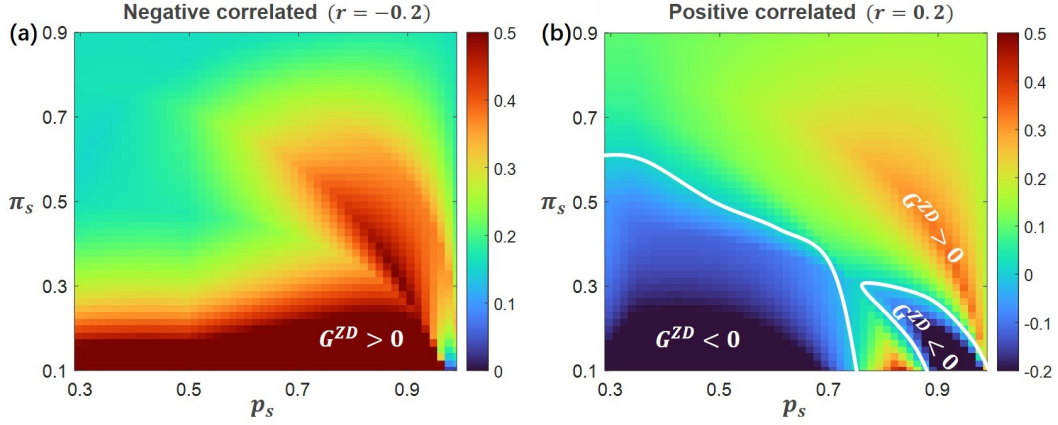 Negative correlated (r = −0.2)
(a)
0.9
0.7
0.5
0.3
0.1
π_s
0.29 0.5 0.7 0.9
p_s
G^{ZD} > 0
0.5
0.4
0.3
0.2
0.1
0
Positive correlated (r = 0.2)
(b)
0.9
0.7
0.5
0.3
0.1
π_s
0.29 0.5 0.7 0.9
p_s
G^{ZD} > 0
G^{ZD} < 0
G^{ZD} < 0
0.5
0.4
0.3
0.2
0.1
0
-0.1
-0.2